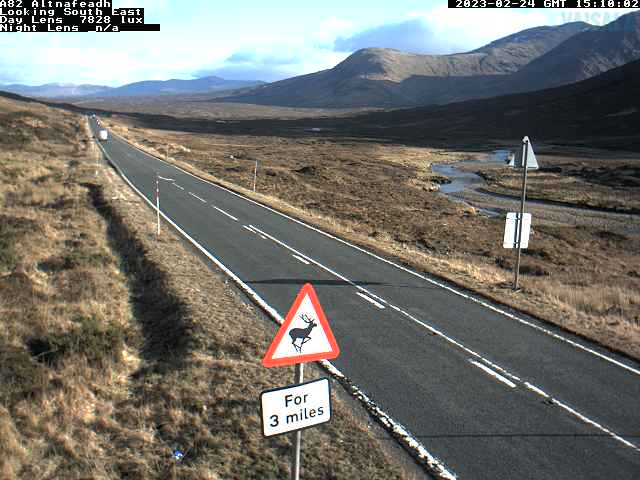 A82 Altnafeadh
Looking South East
Day Lens 7828 lux
Night Lens n/a
2023-02-24 GMT 15:10:02
VAISALA
For
3 miles